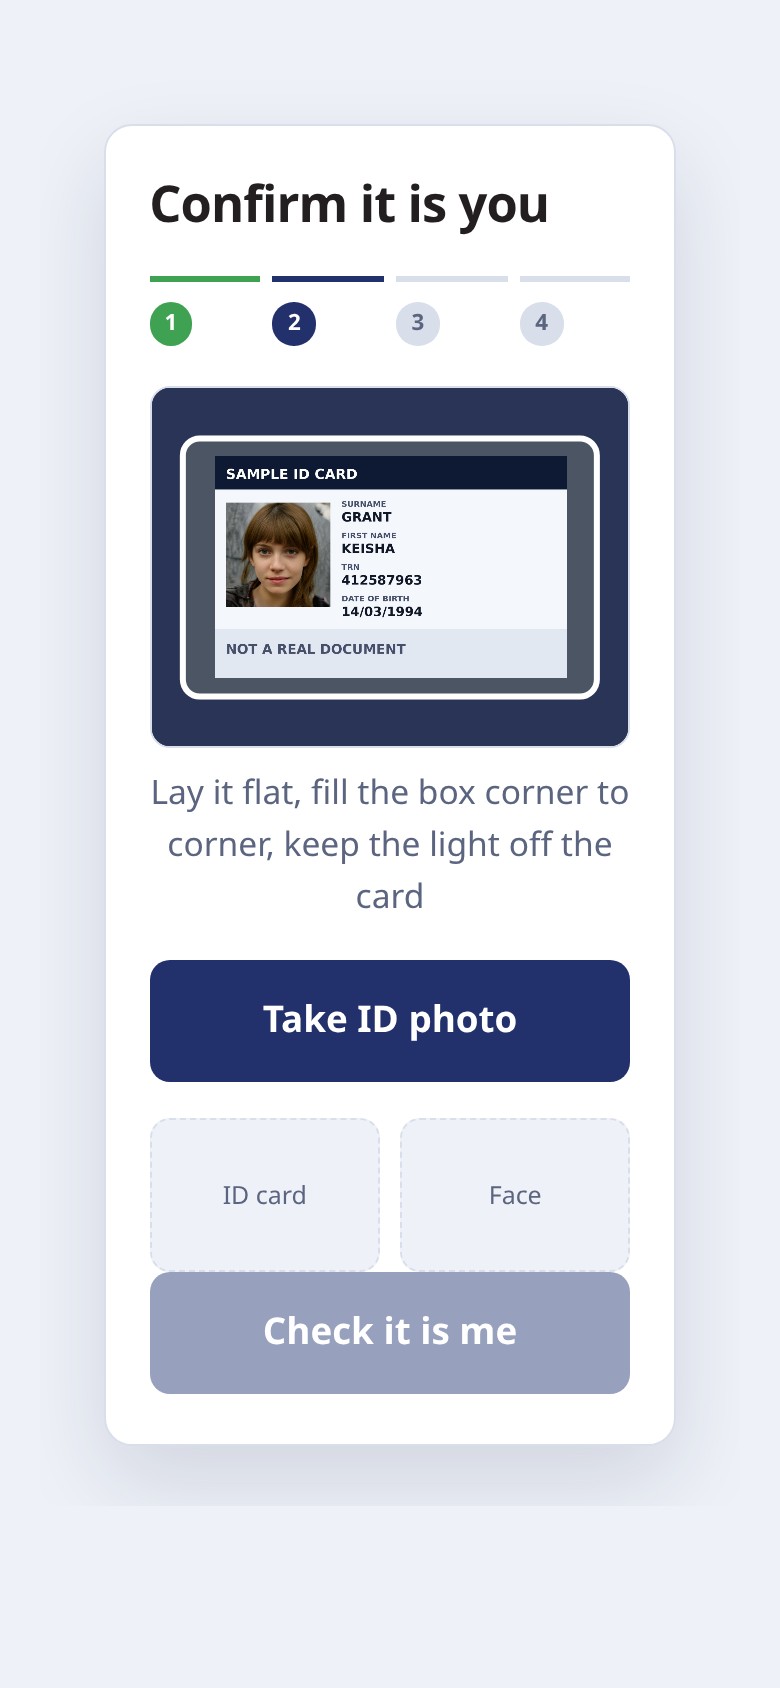 Confirm it is you
1 2 3 4
SAMPLE ID CARD
SURNAME
GRANT
FIRST NAME
KEISHA
TRN
412587963
DATE OF BIRTH
14/03/1994
NOT A REAL DOCUMENT
Lay it flat, fill the box corner to
corner, keep the light off the
card
Take ID photo
ID card Face
Check it is me